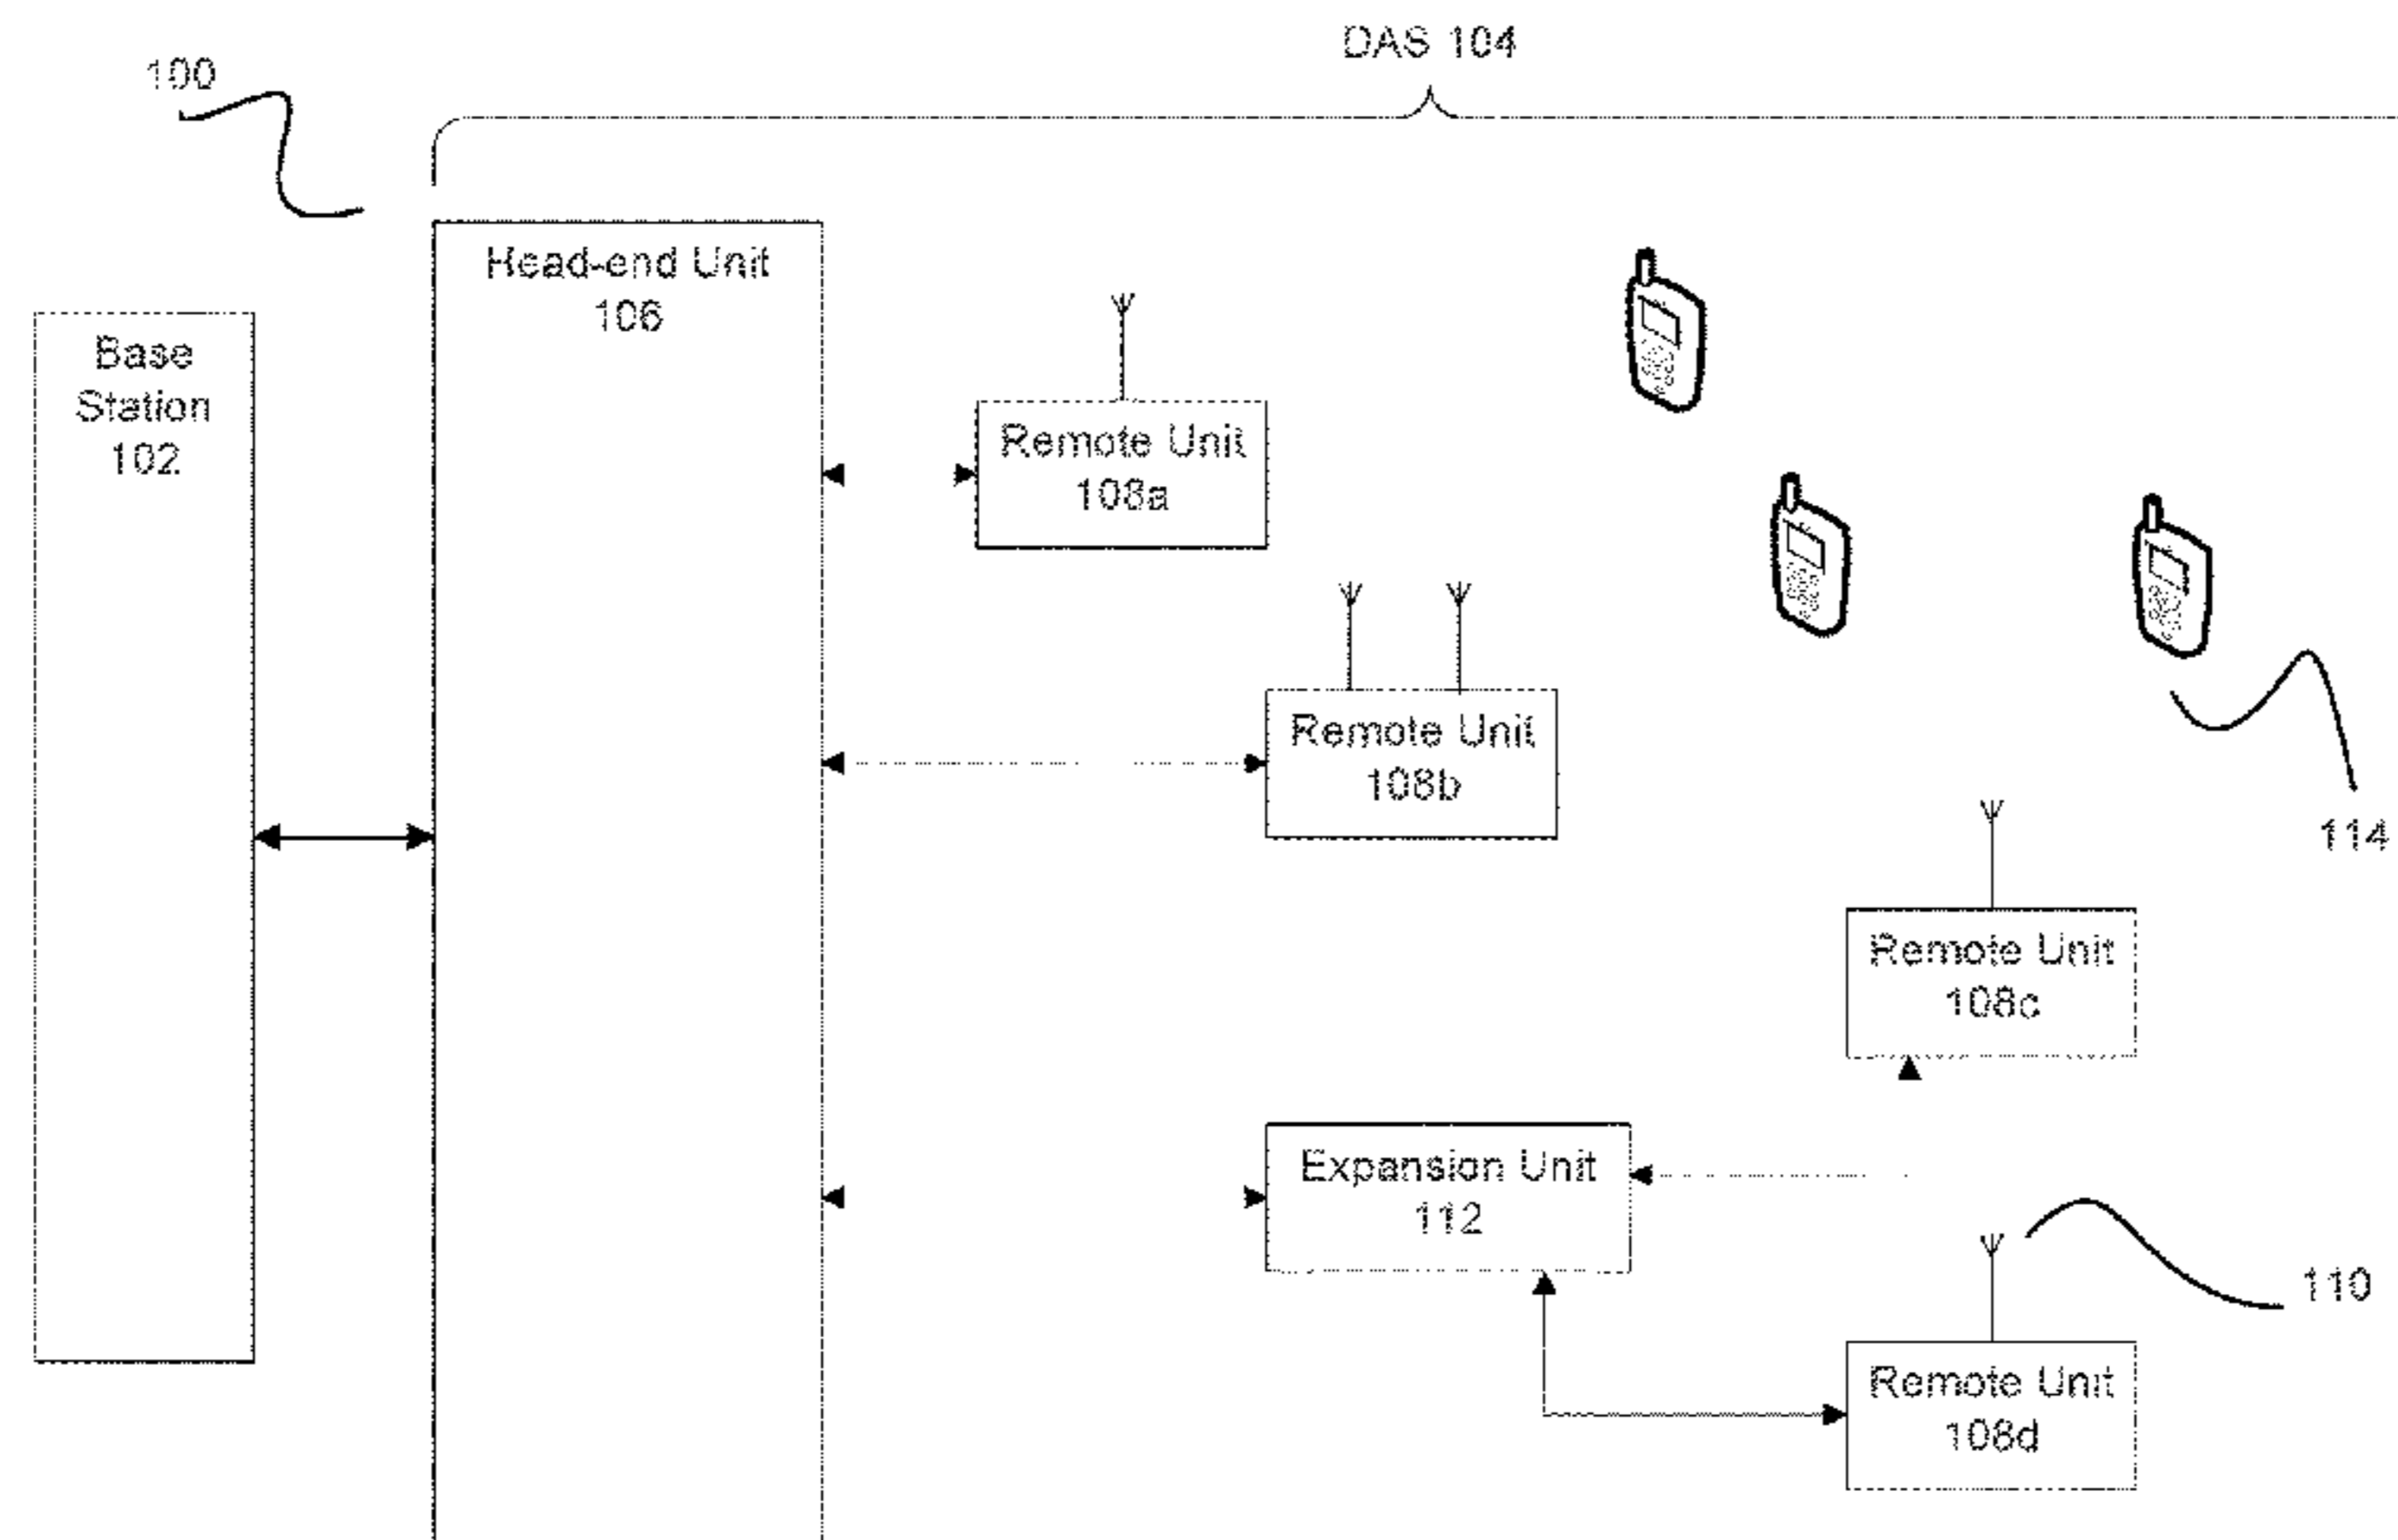 DAS 104
100
Head-end Unit
106
Base
Station
102
Remote Unit
108a
Remote Unit
108b
114
Remote Unit
108c
Expansion Unit
112
110
Remote Unit
108d